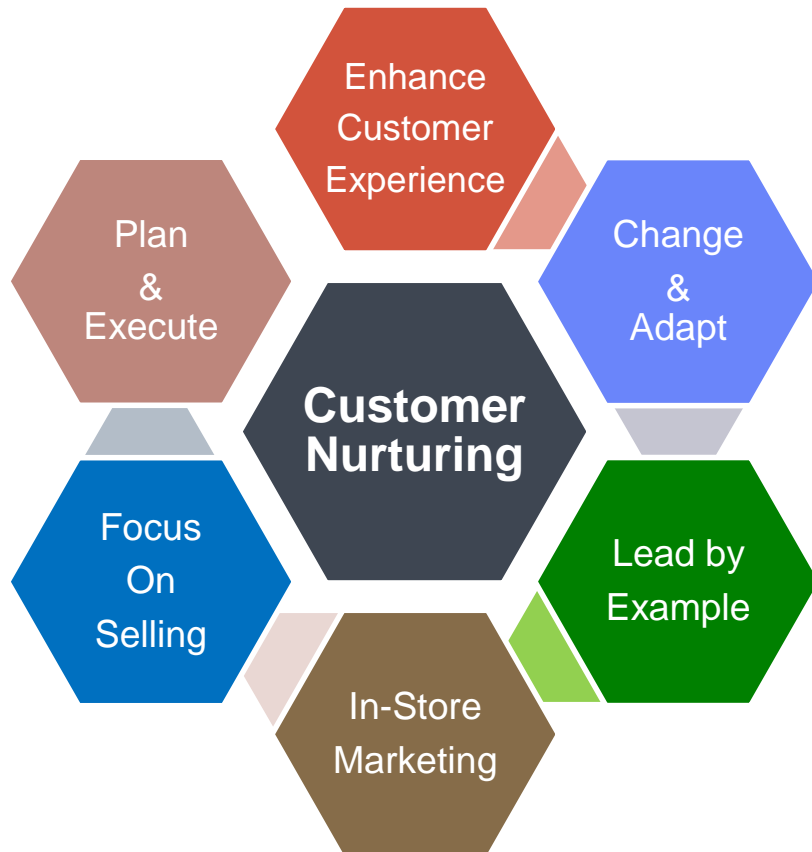 Enhance
Customer
Experience
Plan
&
Execute
Change
&
Adapt
Customer
Nurturing
Focus
On
Selling
Lead by
Example
In-Store
Marketing